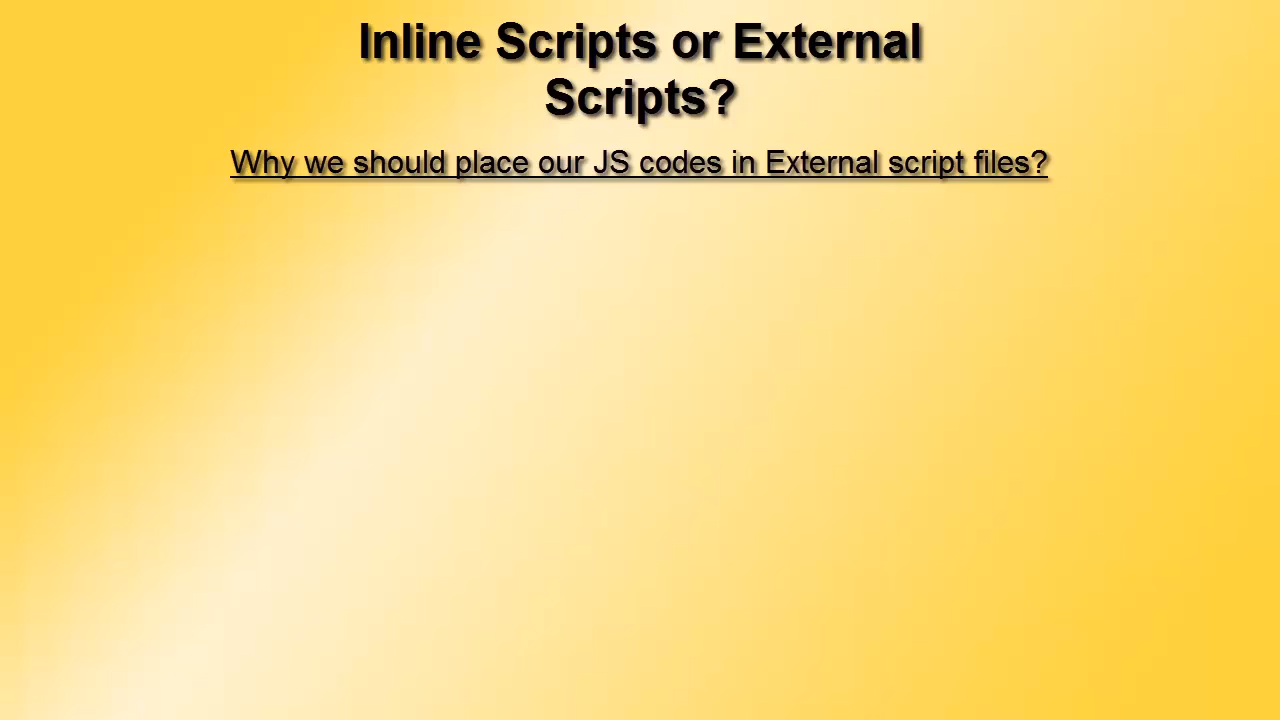 Inline Scripts or External
Scripts?
Why we should place our JS codes in External script files?